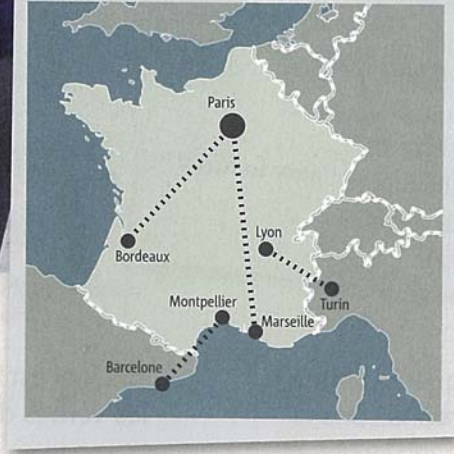 Paris
Lyon
Bordeaux
Turin
Montpellier
Marseille
Barcelone